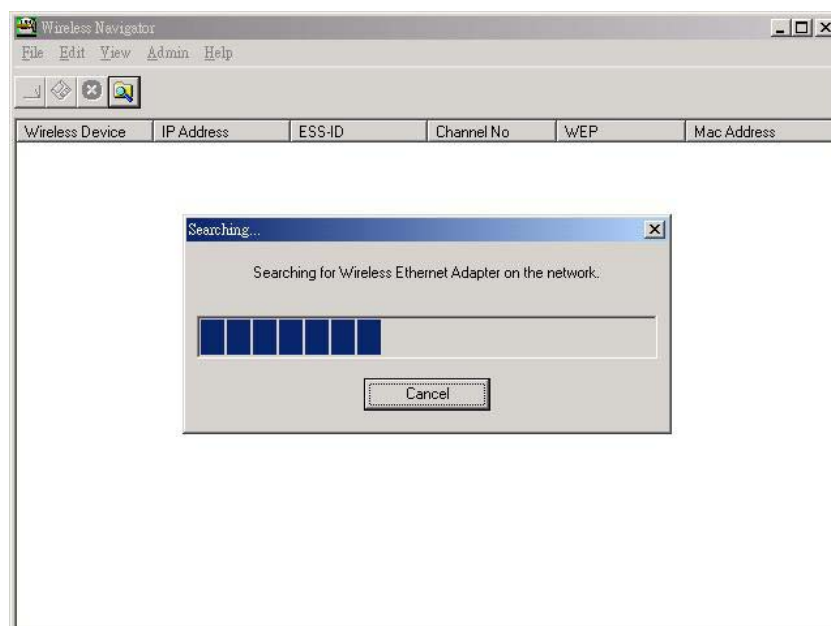 Wireless Navigator
File Edit View Admin Help
Wireless Device IP Address ESS-ID Channel No WEP Mac Address
Searching...
Searching for Wireless Ethernet Adapter on the network.
Cancel